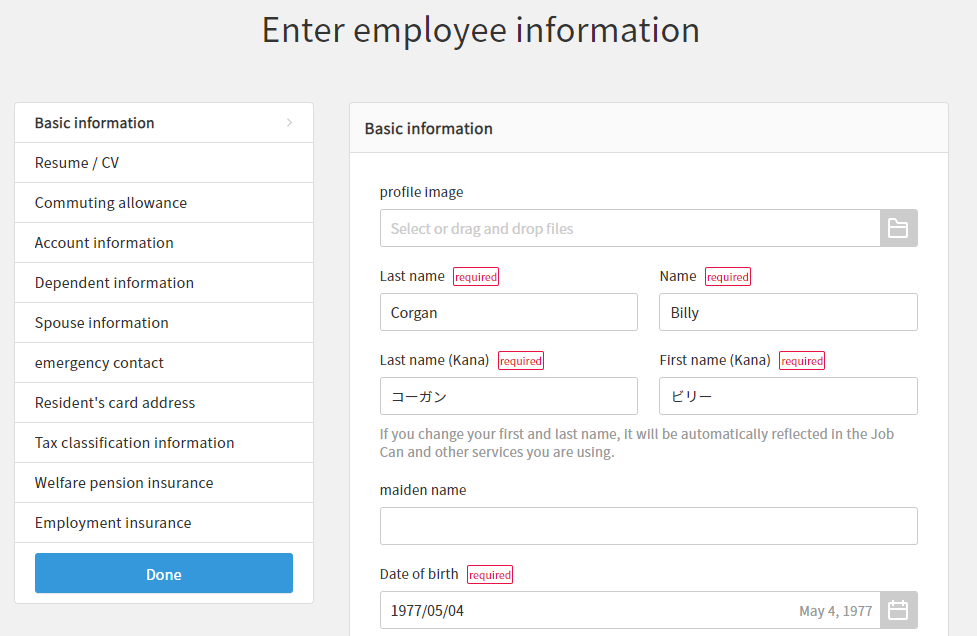 Enter employee information
Basic information
Resume / CV
Commuting allowance
Account information
Dependent information
Spouse information
emergency contact
Resident's card address
Tax classification information
Welfare pension insurance
Employment insurance
Done
Basic information
profile image
Select or drag and drop files
Last name required Name required
Corgan Billy
Last name (Kana) required First name (Kana) required
コーガン ビリー
If you change your first and last name, it will be automatically reflected in the Job
Can and other services you are using.
maiden name
Date of birth required
1977/05/04 May 4, 1977